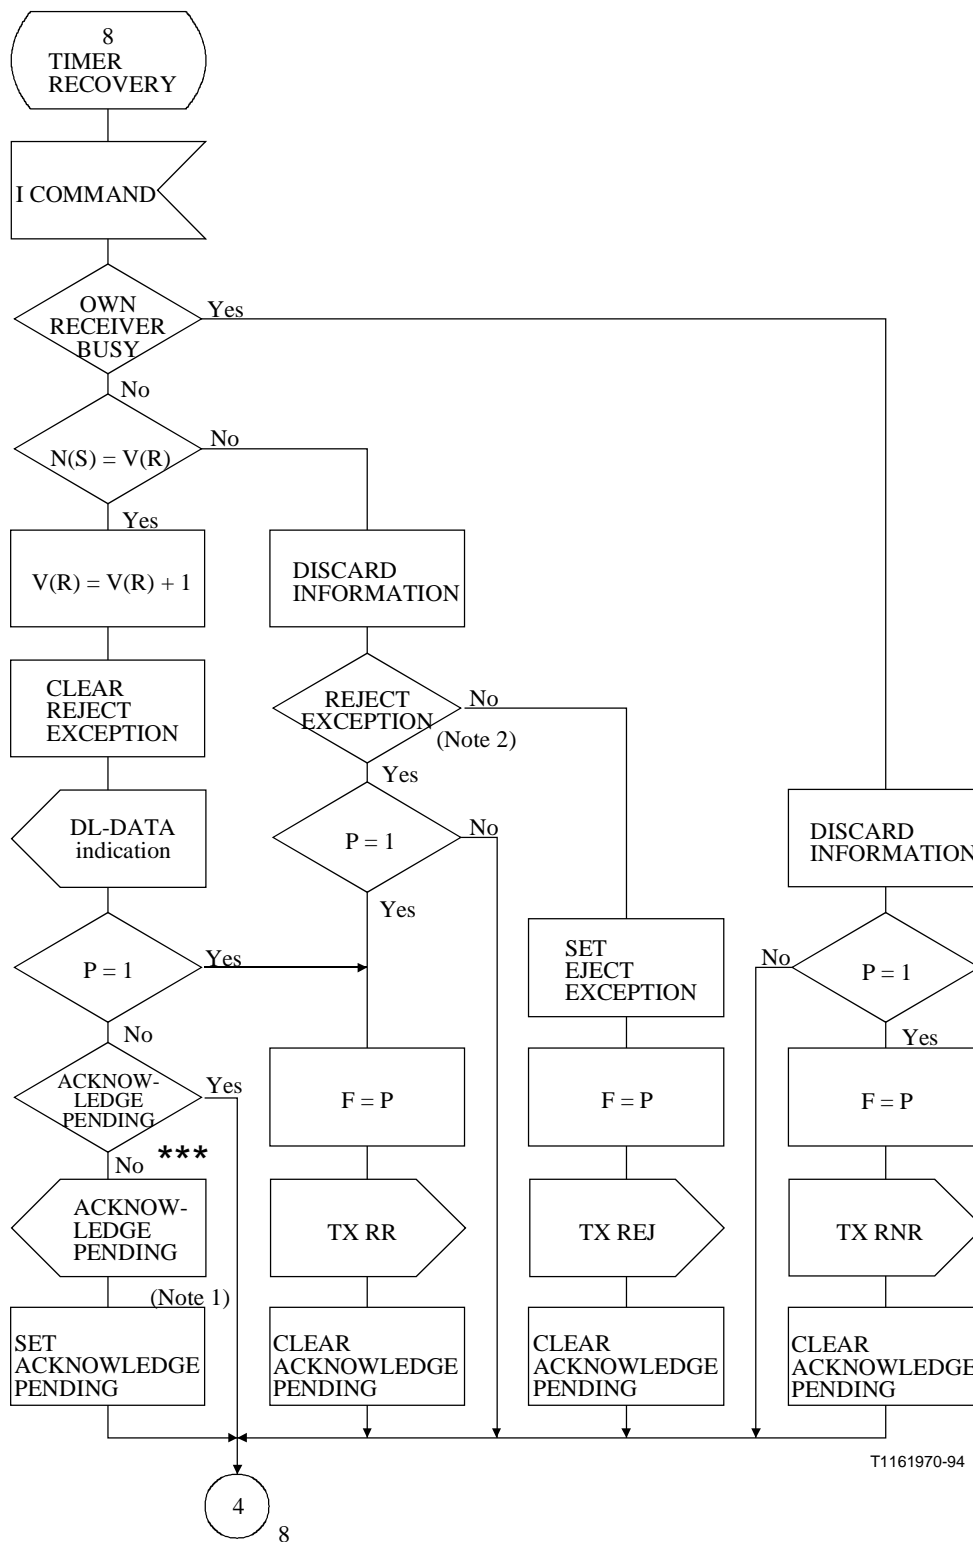 8
TIMER
RECOVERY
I COMMAND
OWN
RECEIVER
BUSY
Yes
No
N(S) = V(R)
No
Yes
V(R) = V(R) + 1
DISCARD
INFORMATION
CLEAR
REJECT
EXCEPTION
REJECT
EXCEPTION
No
(Note 2)
Yes
DL-DATA
indication
P = 1
No
Yes
DISCARD
INFORMATION
P = 1
Yes
No
SET
EJECT
EXCEPTION
No
P = 1
Yes
ACKNOW-
LEDGE
PENDING
Yes
No
***
F = P
F = P
F = P
ACKNOW-
LEDGE
PENDING
(Note 1)
TX RR
TX REJ
TX RNR
SET
ACKNOWLEDGE
PENDING
CLEAR
ACKNOWLEDGE
PENDING
CLEAR
ACKNOWLEDGE
PENDING
CLEAR
ACKNOWLEDGE
PENDING
T1161970-94
4
8